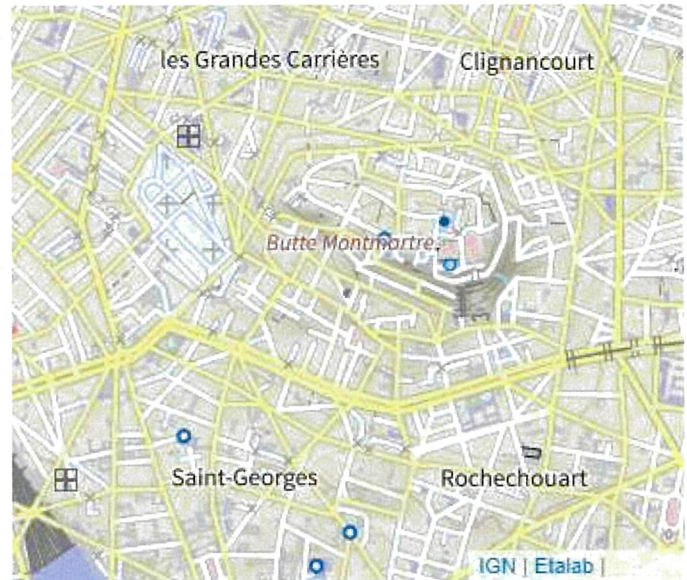 les Grandes Carrières
Clignancourt
Butte Montmartre
Saint-Georges
Rochechouart
IGN | Etalab |